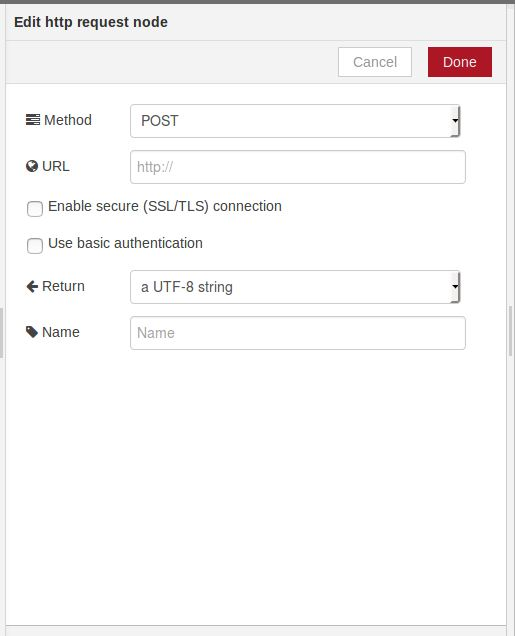 Edit http request node
Cancel Done
Method POST
URL http://
Enable secure (SSL/TLS) connection
Use basic authentication
Return a UTF-8 string
Name Name